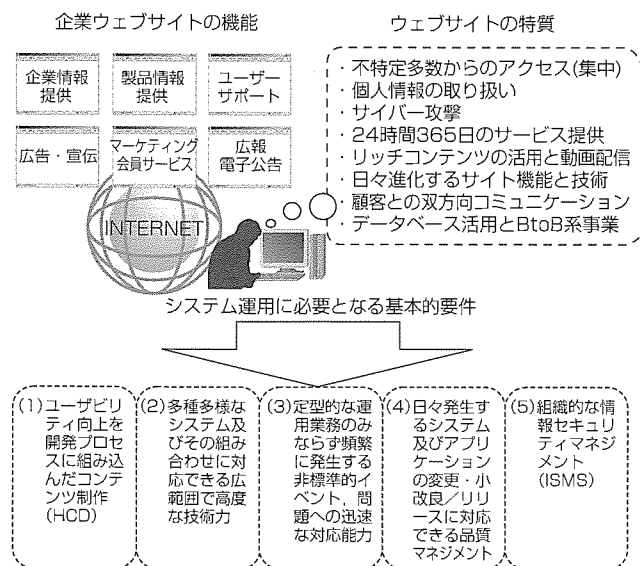 企業ウェブサイトの機能
企業情報
提供
製品情報
提供
ユーザー
サポート
広告・宣伝
マーケティング
会員サービス
広報
電子公告
INTERNET
ウェブサイトの特質
・不特定多数からのアクセス(集中)
・個人情報の取り扱い
・サイバー攻撃
・24時間365日のサービス提供
・リッチコンテンツの活用と動画配信
・日々進化するサイト機能と技術
・顧客との双方向コミュニケーション
・データベース活用とBtoB系事業
システム運用に必要となる基本的要件
(1)ユーザビリ
ティ向上を
開発プロセ
スに組み込
んだコンテ
ンツ制作
(HCD)
(2)多種多様な
システム及
びその組み
合わせに対
応できる広
範囲で高度
な技術力
(3)定型的な運
用業務のみ
ならず頻繁
に発生する
非標準的イ
ベント，問
題への迅速
な対応能力
(4)日々発生す
るシステム
及びアプリ
ケーション
の変更・小
改良／リリ
ースに対応
できる品質
マネジメント
(5)組織的な情
報セキュリ
ティマネジ
メント
(ISMS)